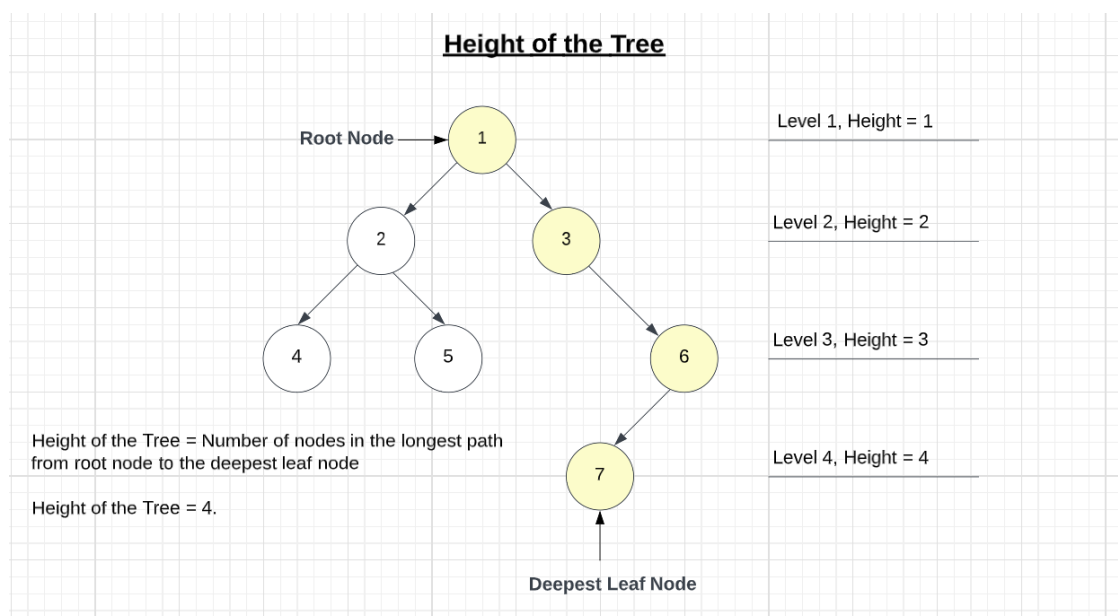 Height of the Tree
Root Node
1
Level 1, Height = 1
2
3
Level 2, Height = 2
4
5
6
Level 3, Height = 3
Height of the Tree = Number of nodes in the longest path
from root node to the deepest leaf node
7
Level 4, Height = 4
Height of the Tree = 4.
Deepest Leaf Node